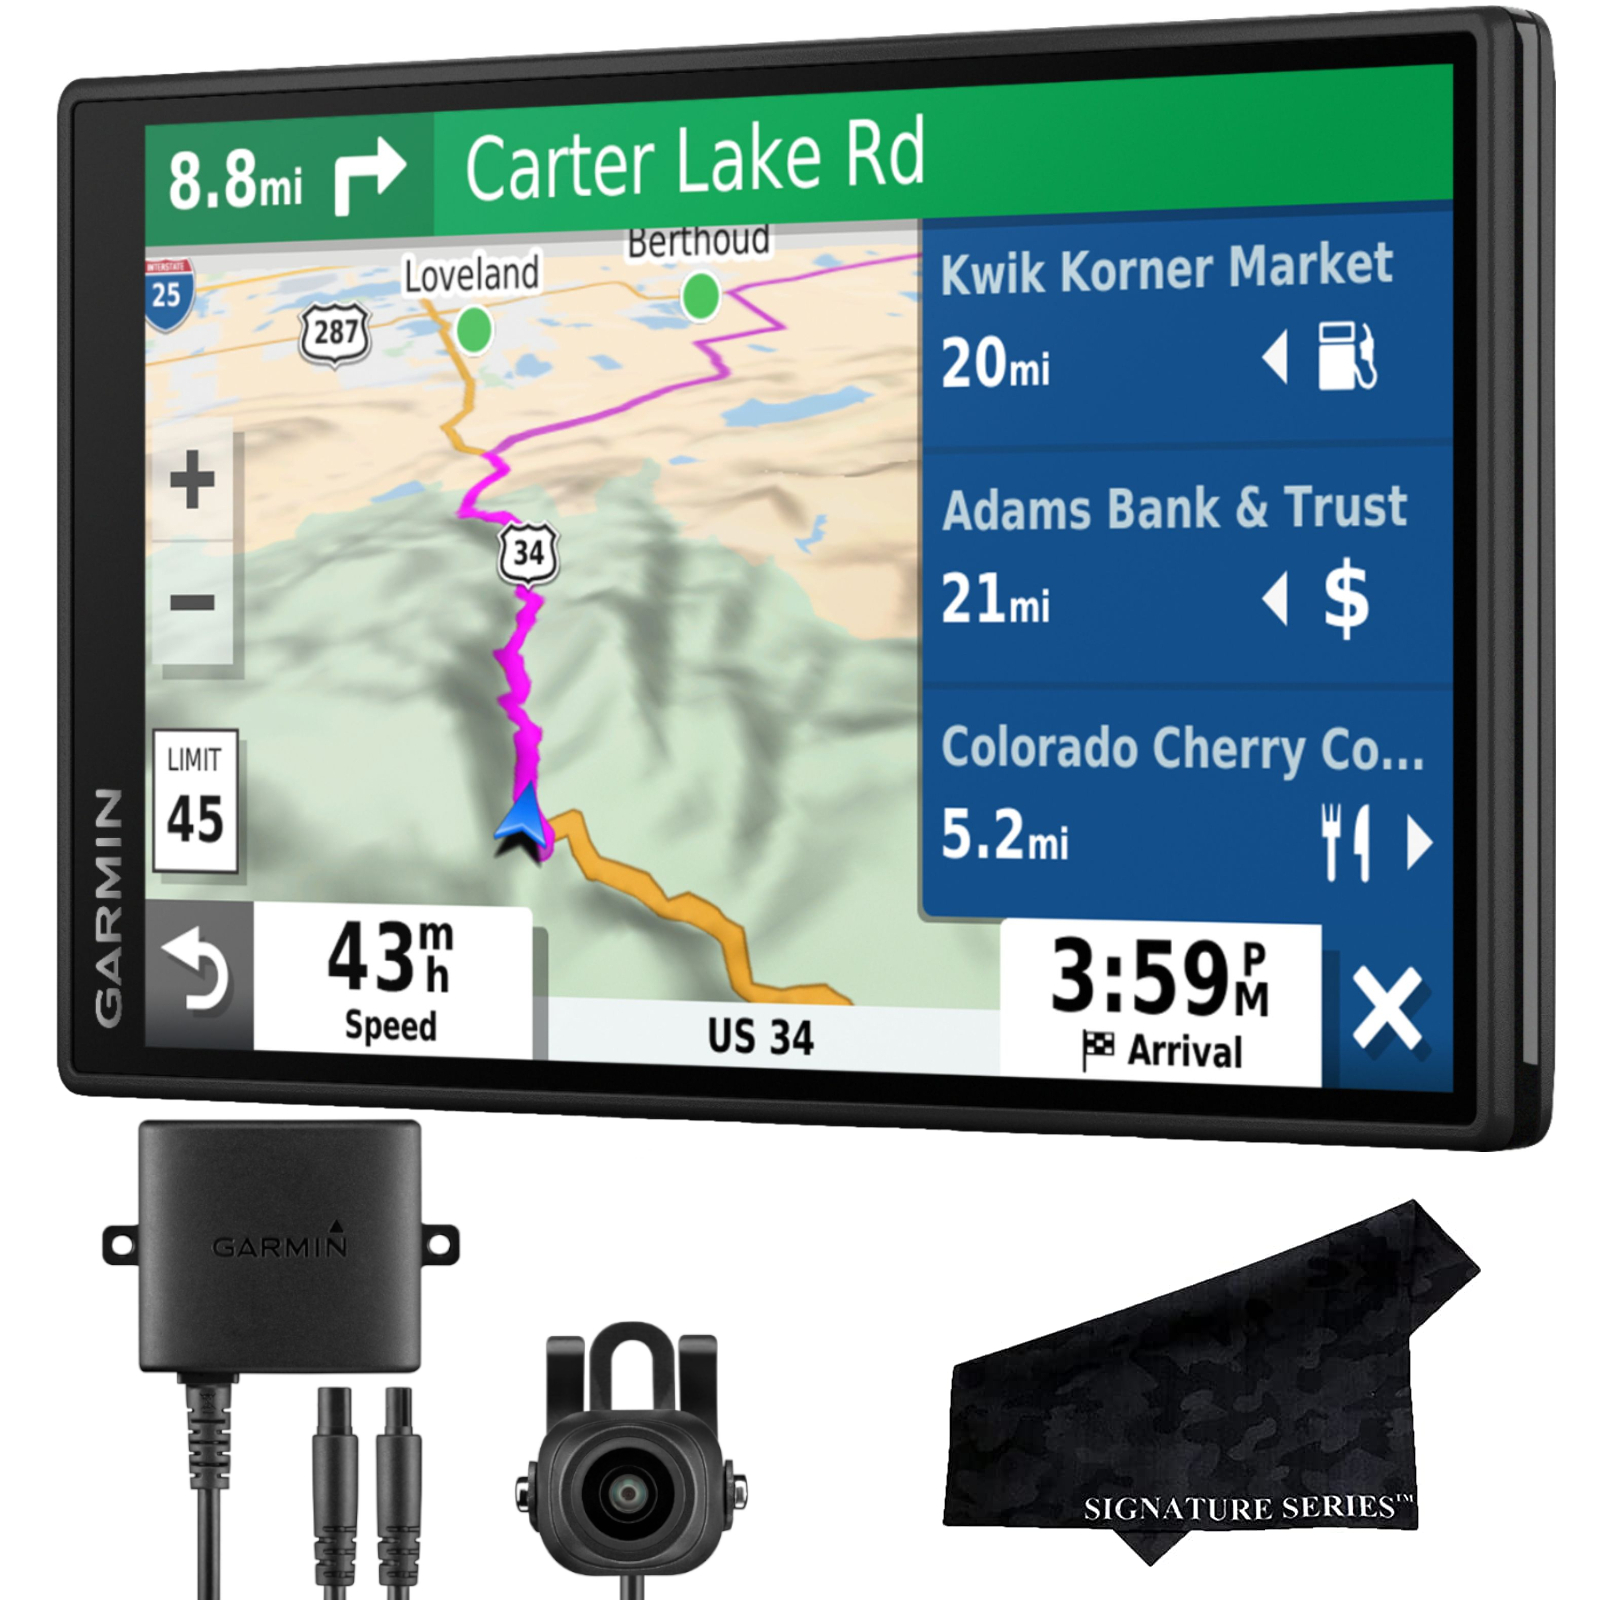 8.8mi
Carter Lake Rd
INTERSTATE
25
287
Loveland
Berthoud
34
+
−
LIMIT
45
Kwik Korner Market
20mi
Adams Bank & Trust
21mi
$
Colorado Cherry Co...
5.2mi
43mh
Speed
US 34
3:59PM
Arrival
GARMIN
GARMIN
SIGNATURE SERIES™